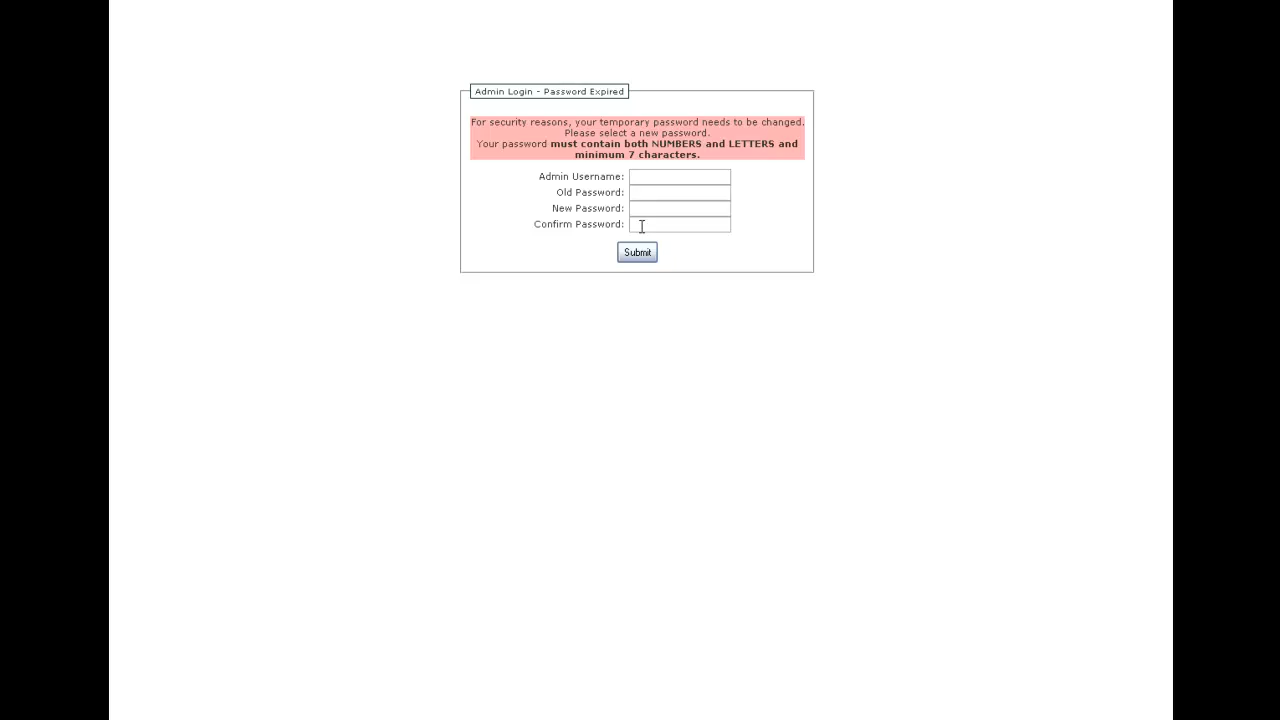 Admin Login - Password Expired
For security reasons, your temporary password needs to be changed.
Please select a new password.
Your password must contain both NUMBERS and LETTERS and
minimum 7 characters.
Admin Username:
Old Password:
New Password:
Confirm Password:
Submit